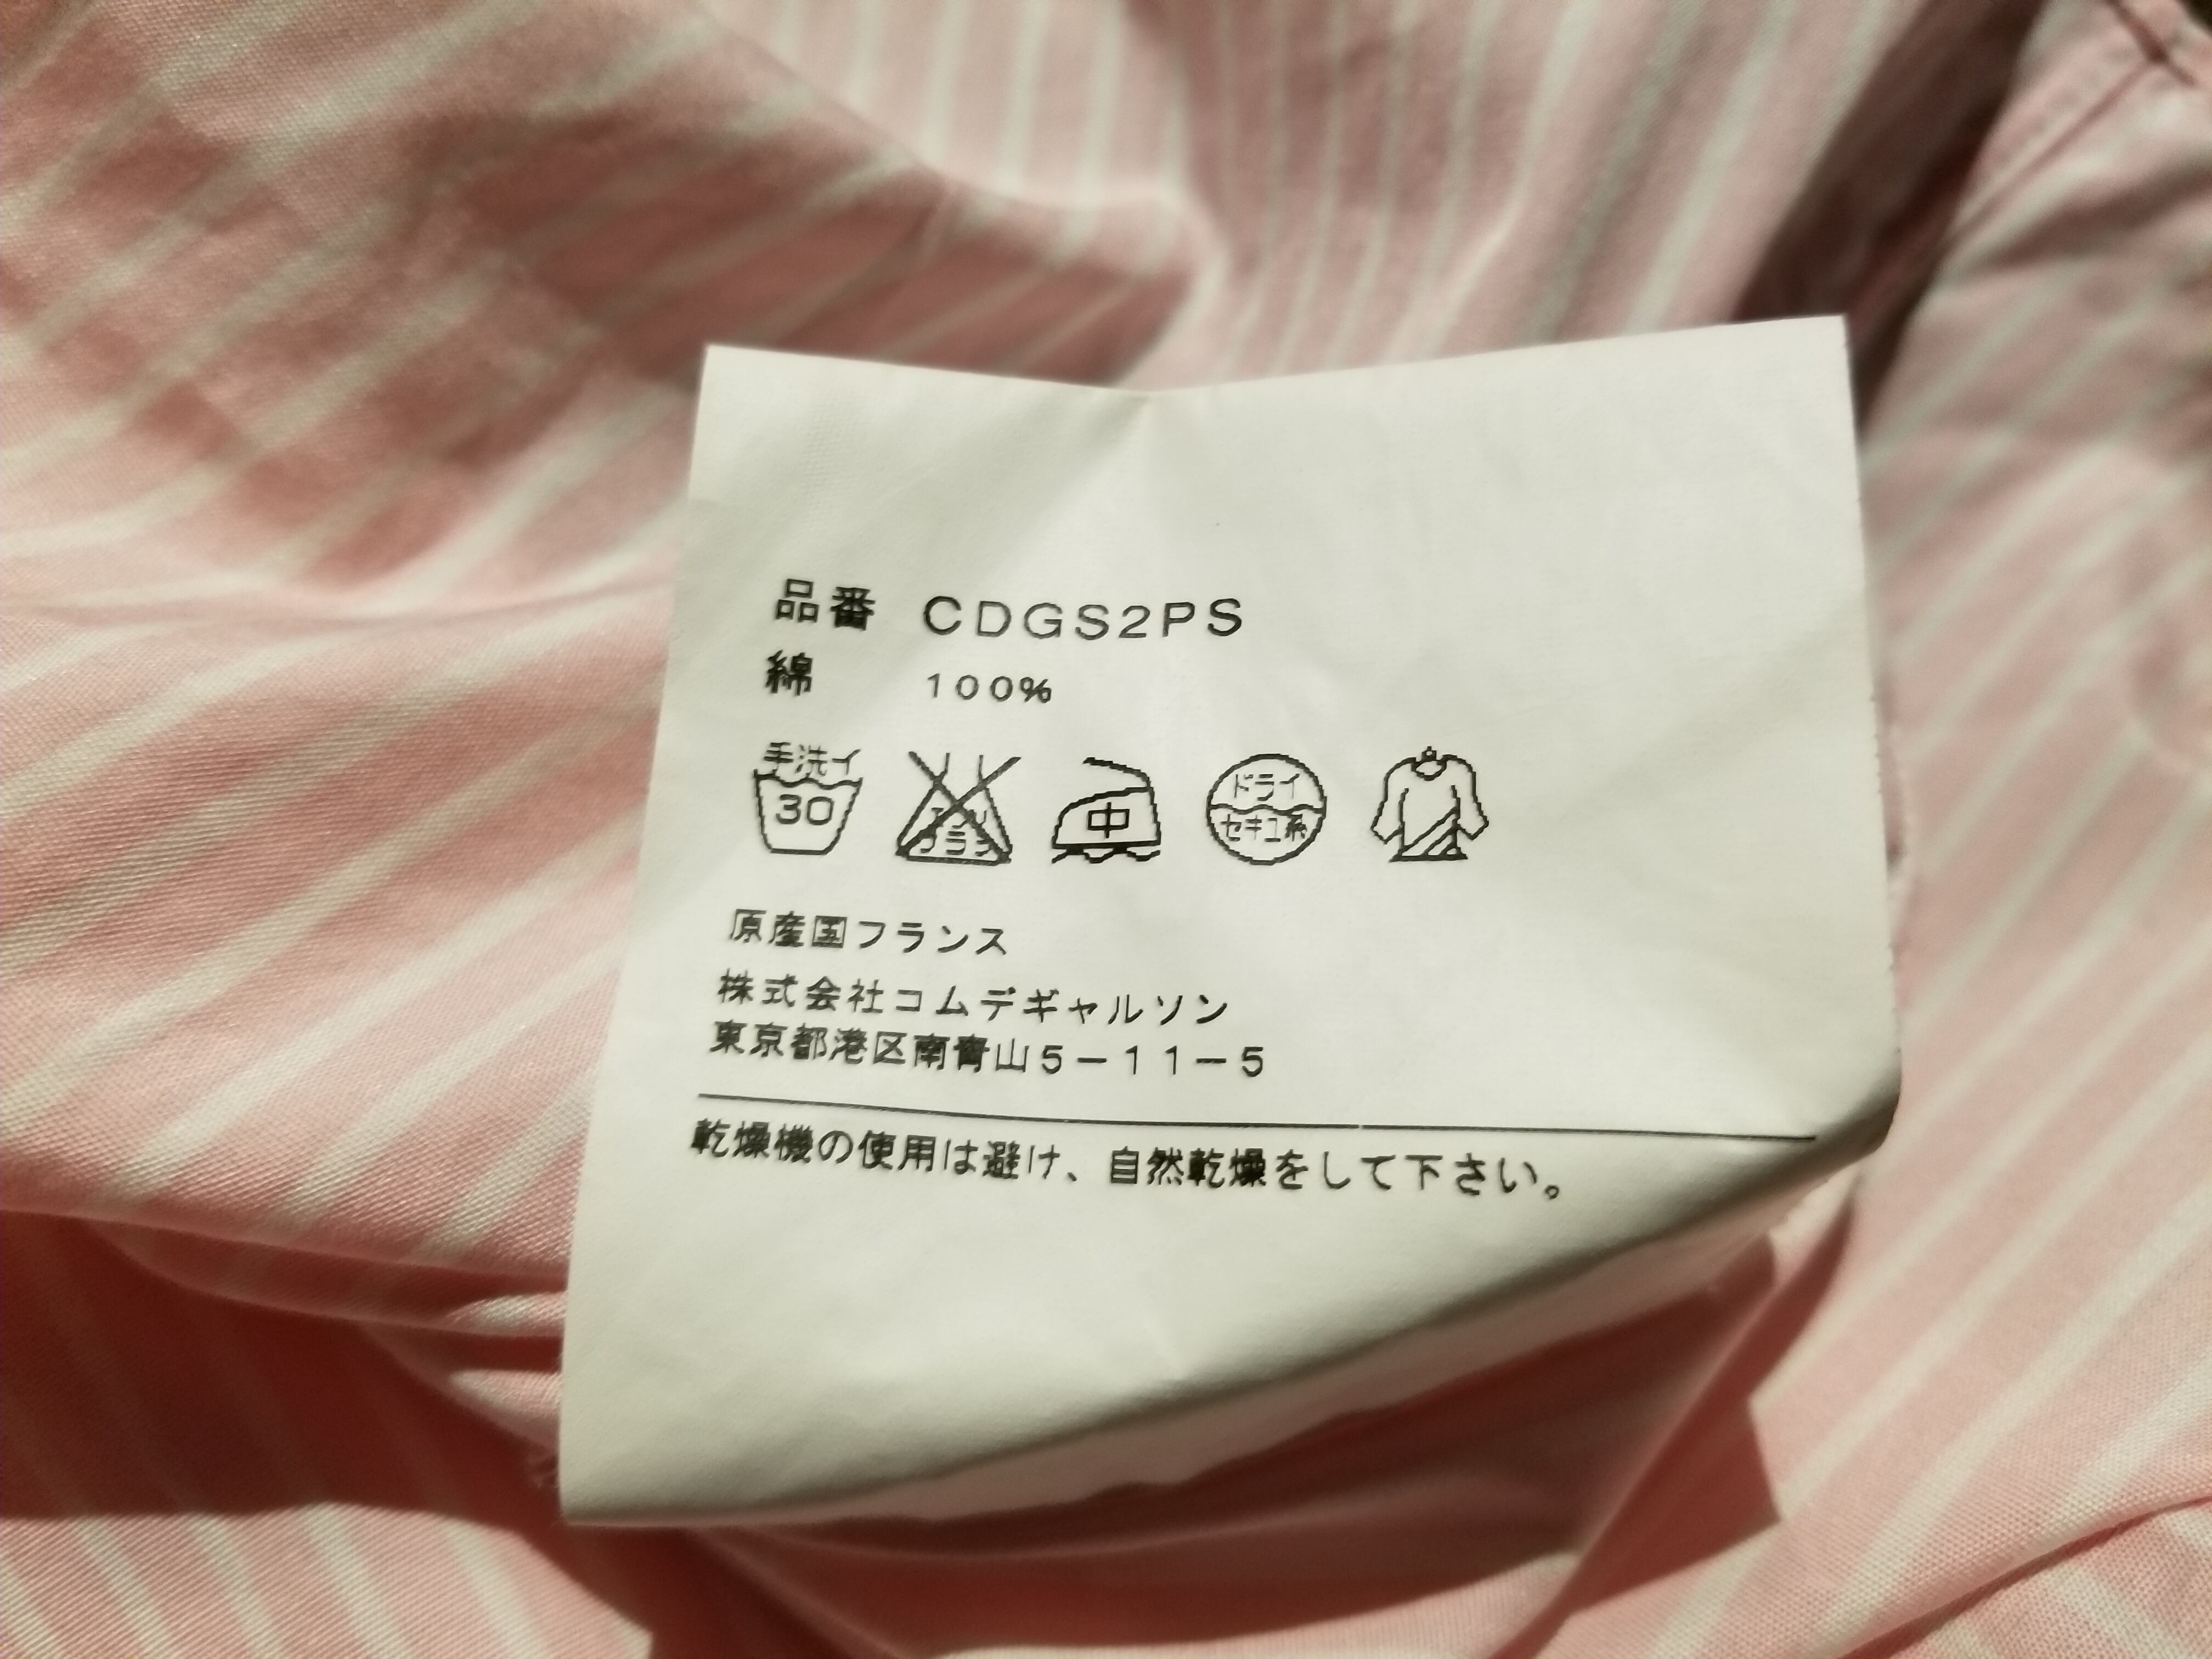 品番 CDGS2PS
綿 100%
手洗イ
30
中
ドライ
セキユ系
原産国フランス
株式会社コムデギャルソン
東京都港区南青山5-11-5
乾燥機の使用は避け、自然乾燥をして下さい。